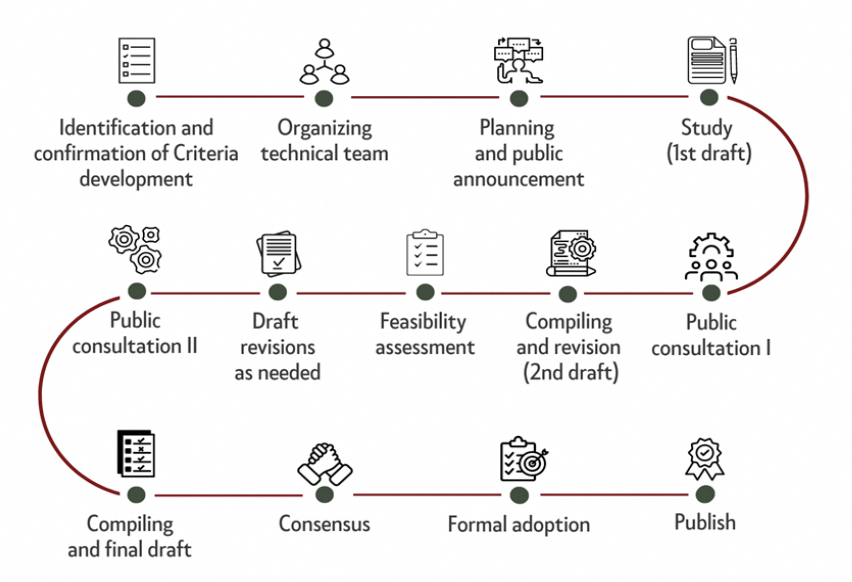 Identification and
confirmation of Criteria
development
Organizing
technical team
Planning
and public
announcement
Study
(1st draft)
Public
consultation II
Draft
revisions
as needed
Feasibility
assessment
Compiling
and revision
(2nd draft)
Public
consultation I
Compiling
and final draft
Consensus
Formal adoption
Publish